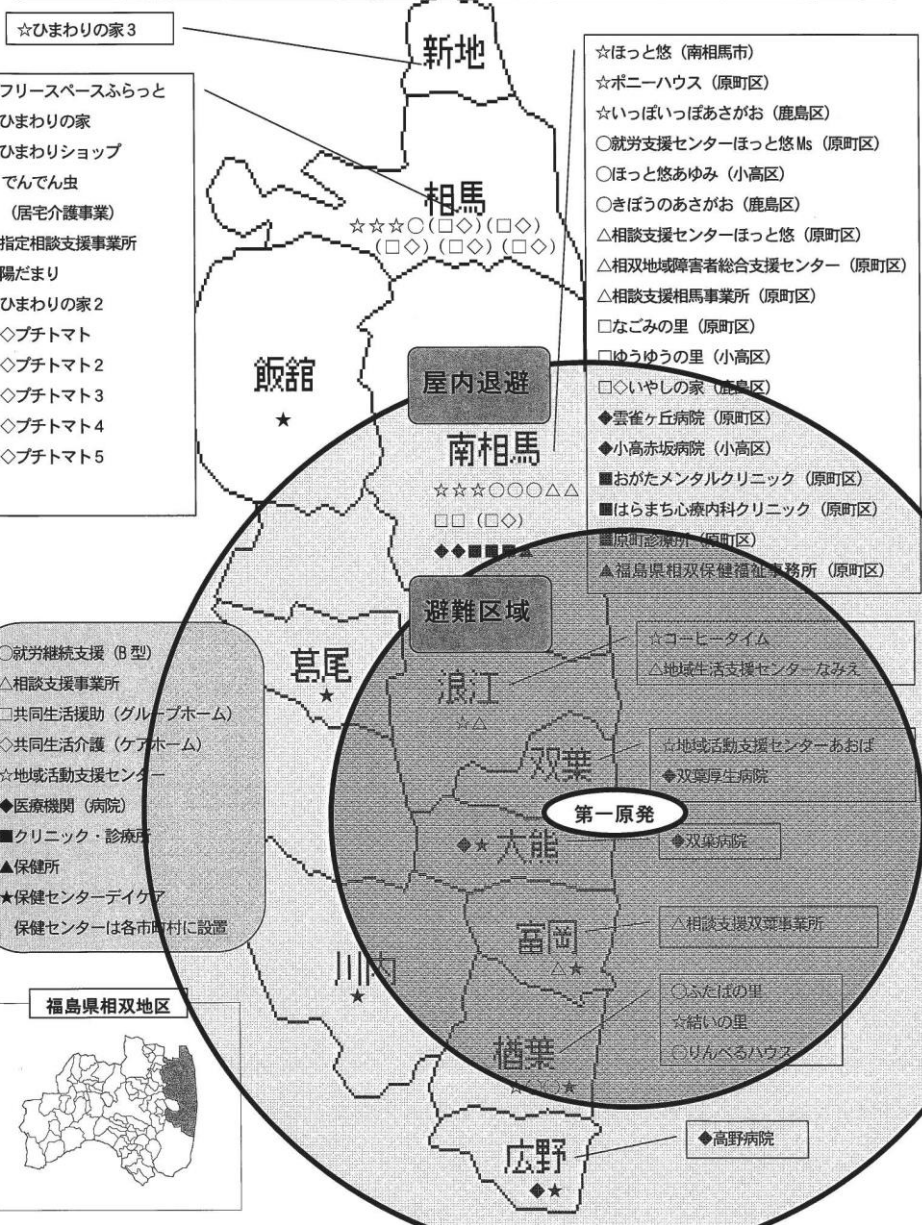 ☆ひまわりの家3
新地
フリースペースふらっと
ひまわりの家
ひまわりショップ
でんでん虫
(居宅介護事業)
指定相談支援事業所
陽だまり
ひまわりの家2
◇プチトマト
◇プチトマト2
◇プチトマト3
◇プチトマト4
◇プチトマト5
相馬
☆☆☆○(□◇)(□◇)
(□◇)(□◇)(□◇)
☆ほっと悠(南相馬市)
☆ポニーハウス(原町区)
☆いっぽいっぽあさがお(鹿島区)
○就労支援センターほっと悠Ms(原町区)
○ほっと悠あゆみ(小高区)
○きぼうのあさがお(鹿島区)
△相談支援センターほっと悠(原町区)
△相双地域障害者総合支援センター(原町区)
△相談支援相馬事業所(原町区)
□なごみの里(原町区)
□ゆうゆうの里(小高区)
□◇いやしの家(鹿島区)
◆雲雀ヶ丘病院(原町区)
◆小高赤坂病院(小高区)
■おがたメンタルクリニック(原町区)
■はらまち心療内科クリニック(原町区)
■原町診療所(原町区)
▲福島県相双保健福祉事務所(原町区)
飯舘
★
屋内退避
南相馬
☆☆☆○○○△△
□□(□◇)
◆◆■■■▲
避難区域
○就労継続支援(B型)
△相談支援事業所
□共同生活援助(グループホーム)
◇共同生活介護(ケアホーム)
☆地域活動支援センター
◆医療機関(病院)
■クリニック・診療所
▲保健所
★保健センターデイケア
保健センターは各市町村に設置
葛尾
★
浪江
☆△
☆コーヒータイム
△地域生活支援センターなみえ
双葉
☆地域活動支援センターあおば
◆双葉厚生病院
第一原発
◆★大熊
◆双葉病院
富岡
△★
△相談支援双葉事業所
川内
★
楢葉
○ふたばの里
☆結いの里
○りんべるハウス
広野
◆★
◆高野病院
福島県相双地区